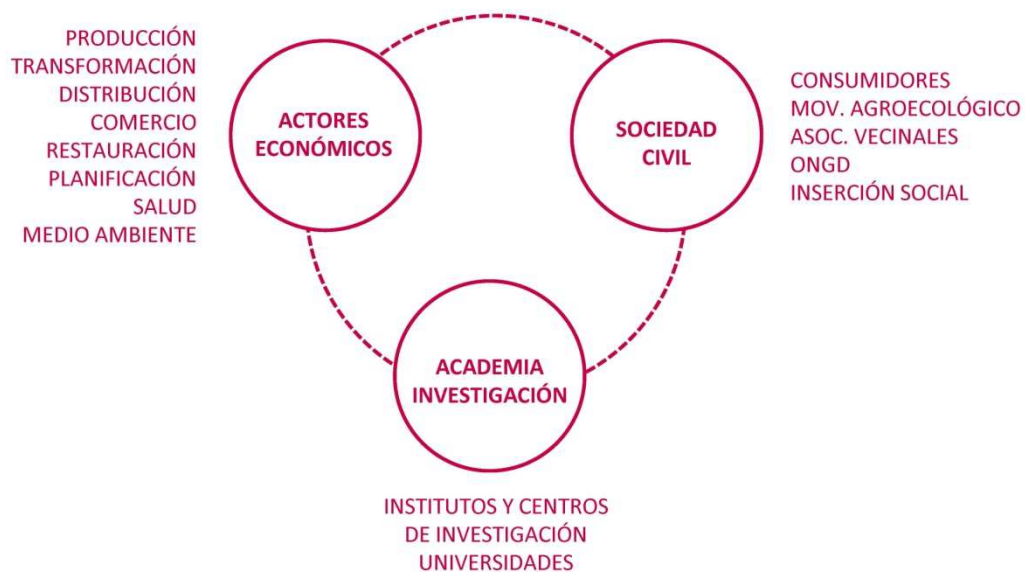 PRODUCCIÓN
TRANSFORMACIÓN
DISTRIBUCIÓN
COMERCIO
RESTAURACIÓN
PLANIFICACIÓN
SALUD
MEDIO AMBIENTE
ACTORES
ECONÓMICOS
SOCIEDAD
CIVIL
CONSUMIDORES
MOV. AGROECOLÓGICO
ASOC. VECINALES
ONGD
INSERCIÓN SOCIAL
ACADEMIA
INVESTIGACIÓN
INSTITUTOS Y CENTROS
DE INVESTIGACIÓN
UNIVERSIDADES